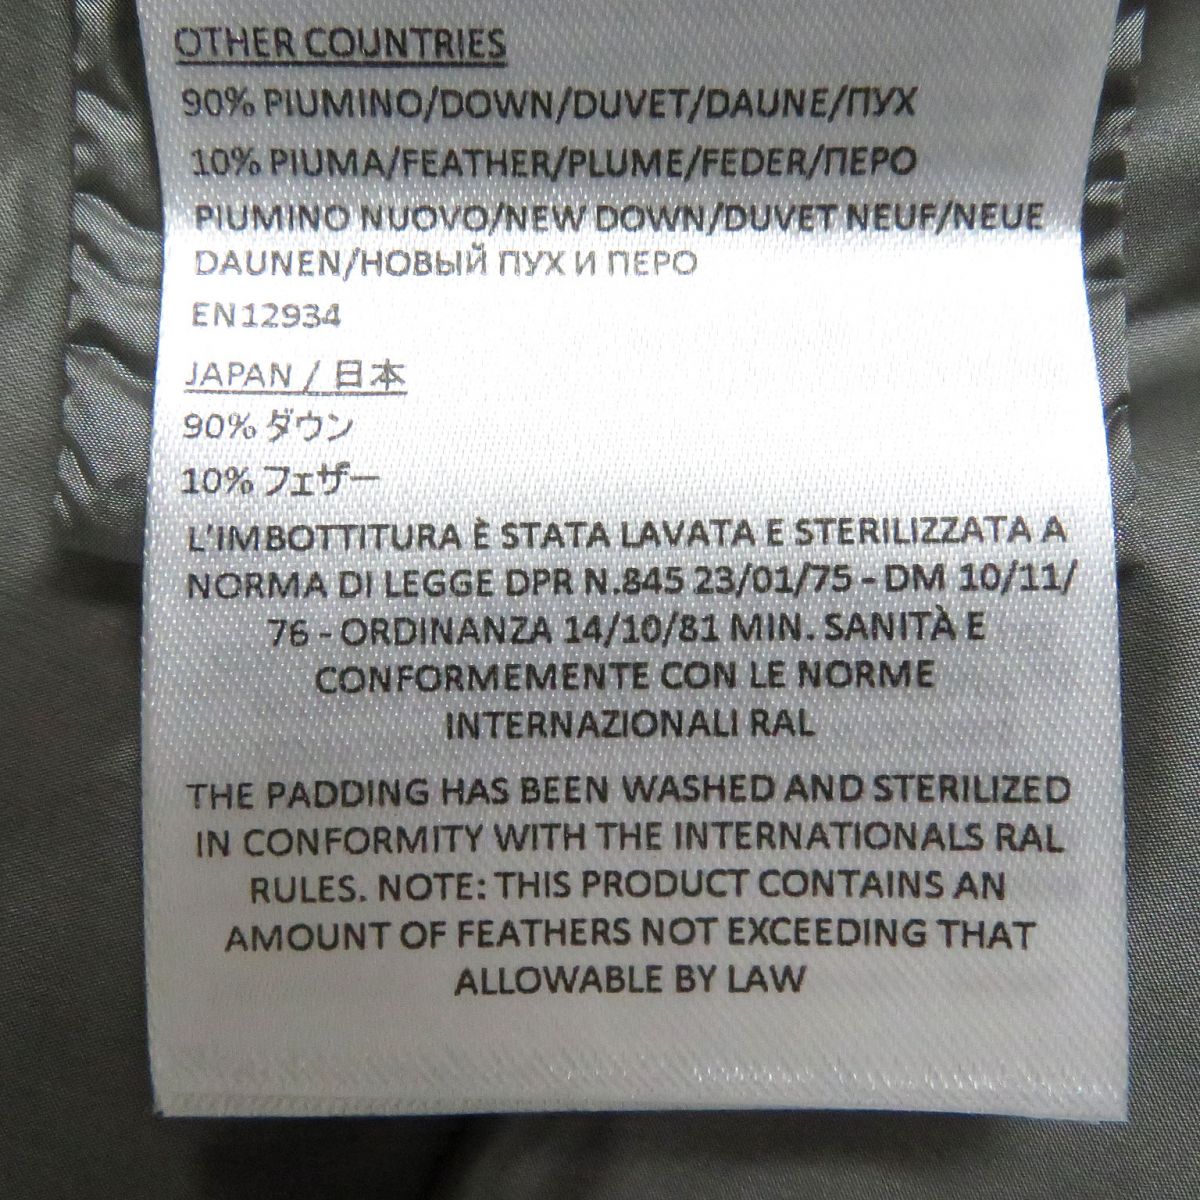 OTHER COUNTRIES
90% PIUMINO/DOWN/DUVET/DAUNE/ПУХ
10% PIUMA/FEATHER/PLUME/FEDER/ПЕРО
PIUMINO NUOVO/NEW DOWN/DUVET NEUF/NEUE
DAUNEN/НОВЫЙ ПУХ И ПЕРО
EN12934
JAPAN / 日本
90% ダウン
10% フェザー
L'IMBOTTITURA È STATA LAVATA E STERILIZZATA A
NORMA DI LEGGE DPR N.845 23/01/75 - DM 10/11/
76 - ORDINANZA 14/10/81 MIN. SANITÀ E
CONFORMEMENTE CON LE NORME
INTERNAZIONALI RAL
THE PADDING HAS BEEN WASHED AND STERILIZED
IN CONFORMITY WITH THE INTERNATIONALS RAL
RULES. NOTE: THIS PRODUCT CONTAINS AN
AMOUNT OF FEATHERS NOT EXCEEDING THAT
ALLOWABLE BY LAW